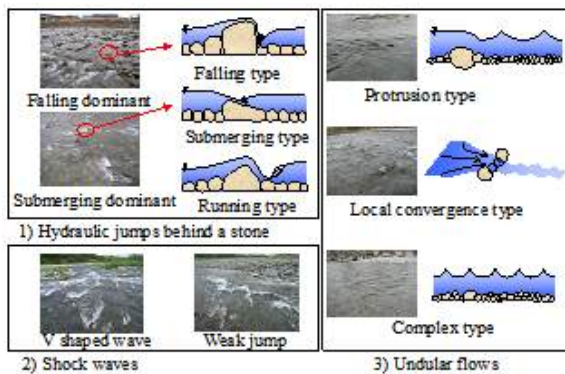 Falling dominant
Falling type
Submerging type
Submerging dominant
Running type
1) Hydraulic jumps behind a stone
V shaped wave
Weak jump
2) Shock waves
Protrusion type
Local convergence type
Complex type
3) Undular flows